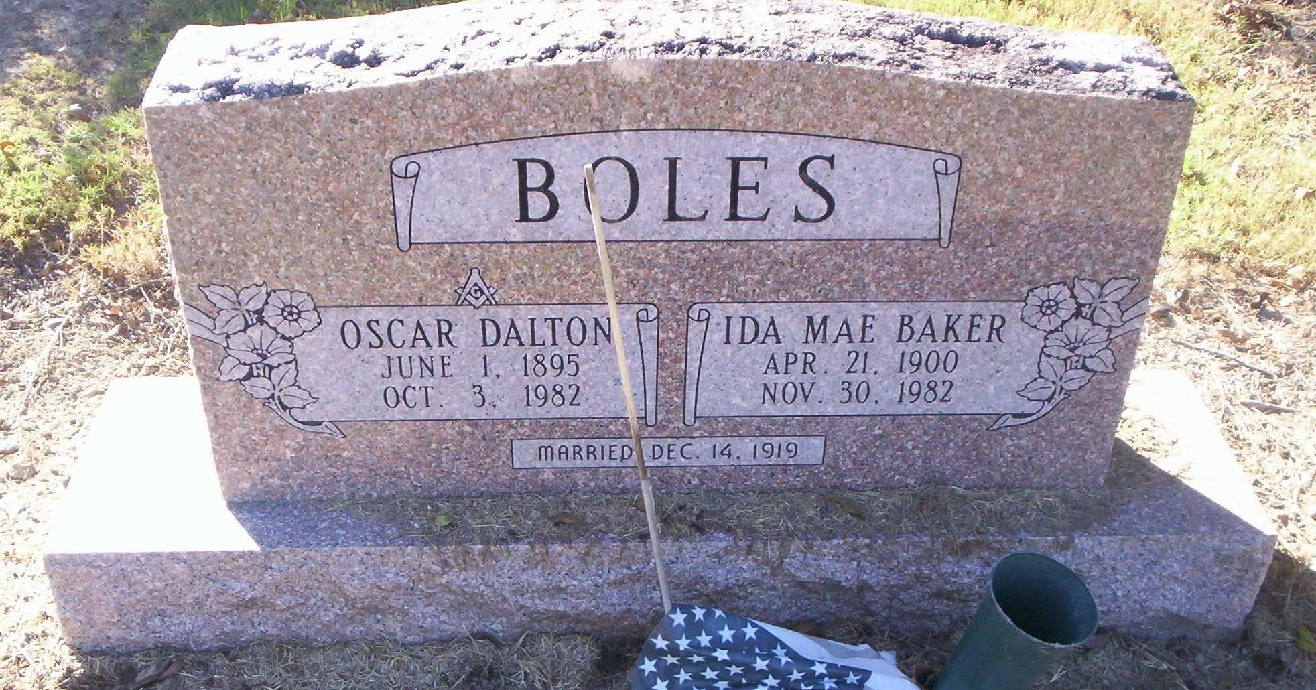 BOLES
G
OSCAR DALTON
JUNE 1, 1895
OCT. 3, 1982
IDA MAE BAKER
APR. 21, 1900
NOV. 30, 1982
MARRIED DEC. 14, 1919